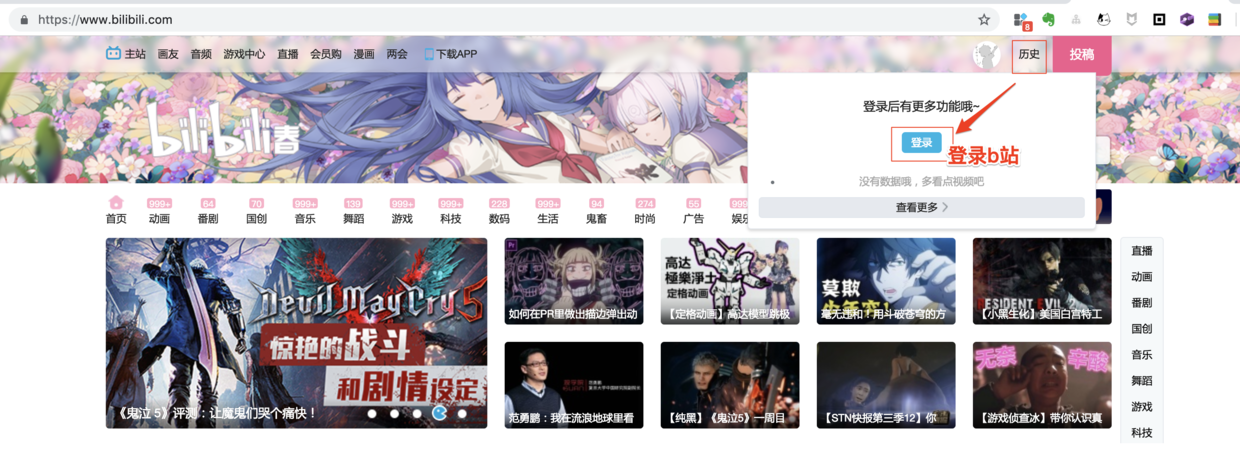 https://www.bilibili.com
8
主站 画友 音频 游戏中心 直播 会员购 漫画 两会 下载APP
历史 投稿
bilibili春
登录后有更多功能哦~
登录
登录b站
没有数据哦，多看点视频吧
查看更多
999+ 64 70 999+ 139 999+ 999+ 228 999+ 94 274 55 999
首页 动画 番剧 国创 音乐 舞蹈 游戏 科技 数码 生活 鬼畜 时尚 广告 娱乐
Devil May Cry 5
惊艳的战斗
和剧情设定
《鬼泣 5》评测：让魔鬼们哭个痛快！
Pr
如何在PR里做出描边弹出动
高达
極樂淨土
定格动画
【定格动画】高达模型跳极
莫欺
毫无违和！用斗破苍穹的方
RESIDENT EVIL 2
【小黑生化】美国白宫特工
范勇鹏：我在流浪地球里看
【纯黑】《鬼泣5》一周目
【STN快报第三季12】你
无奈 辛酸
【游戏侦查冰】带你认识真
直播
动画
番剧
国创
音乐
舞蹈
游戏
科技